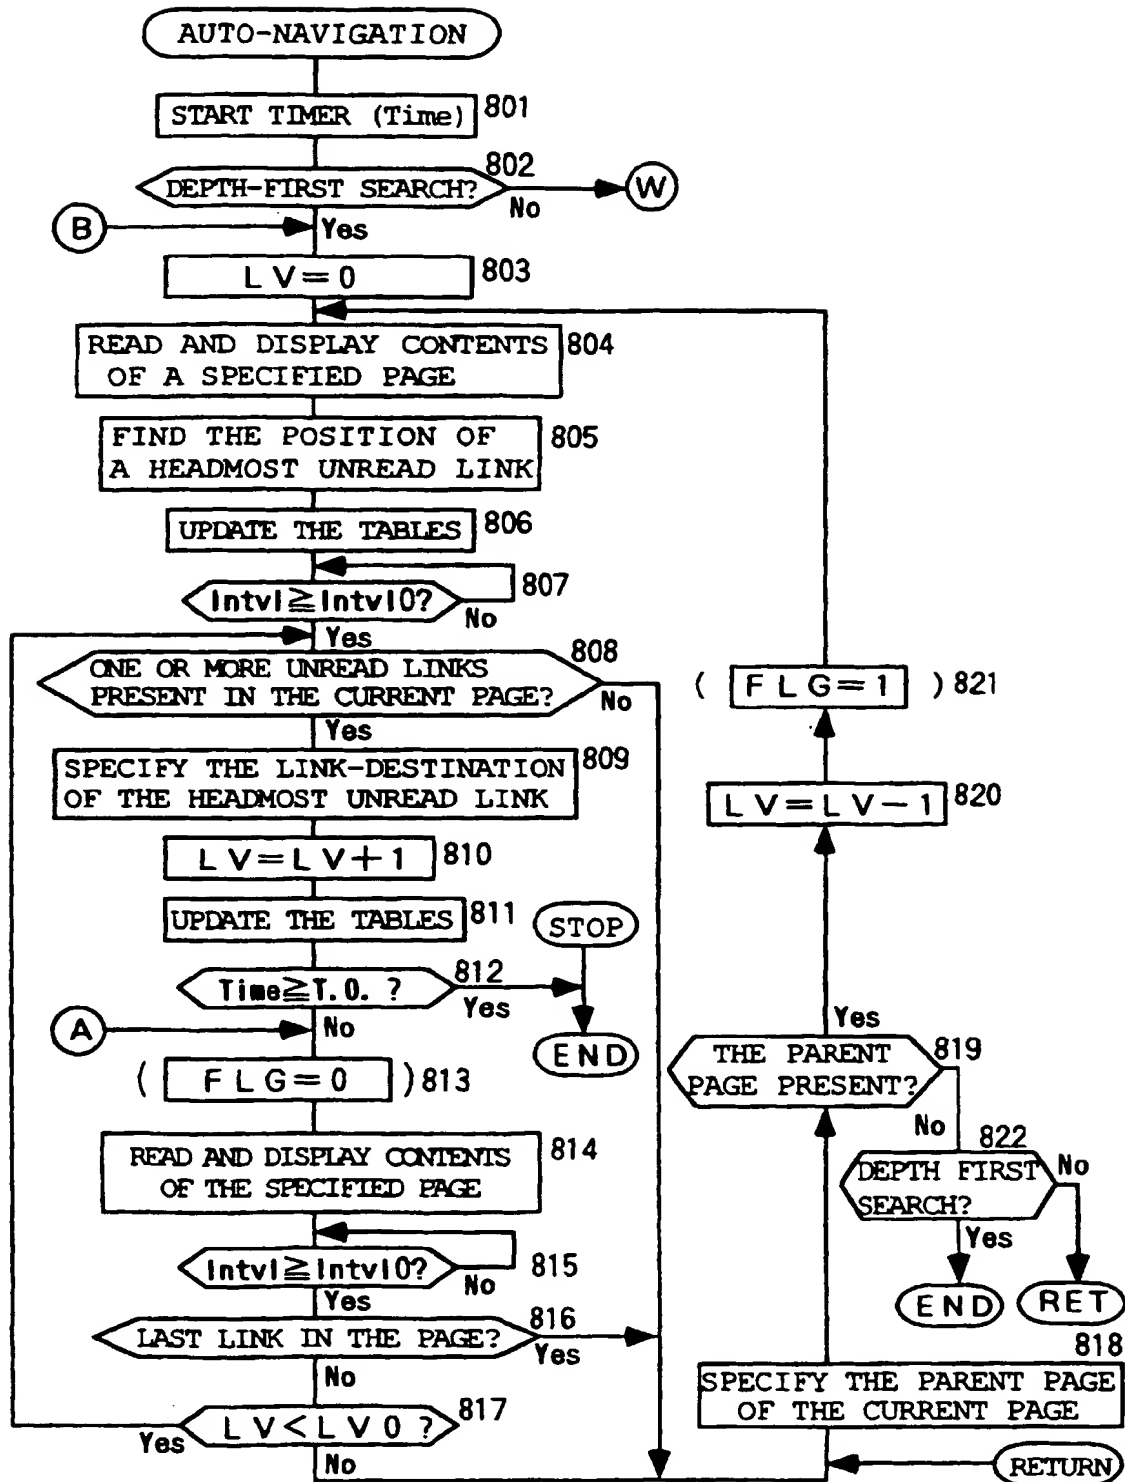 AUTO-NAVIGATION
START TIMER (Time) 801
802
DEPTH-FIRST SEARCH?
No
W
B
Yes
LV=0 803
READ AND DISPLAY CONTENTS 804
OF A SPECIFIED PAGE
FIND THE POSITION OF 805
A HEADMOST UNREAD LINK
UPDATE THE TABLES 806
807
Intvl≧Intvl0?
No
Yes
ONE OR MORE UNREAD LINKS 808
PRESENT IN THE CURRENT PAGE?
No
Yes
SPECIFY THE LINK-DESTINATION 809
OF THE HEADMOST UNREAD LINK
LV=LV+1 810
UPDATE THE TABLES 811
STOP
Time≧T.O. ? 812
Yes
END
A
No
( FLG=0 ) 813
READ AND DISPLAY CONTENTS 814
OF THE SPECIFIED PAGE
Intvl≧Intvl0? 815
No
Yes
LAST LINK IN THE PAGE? 816
Yes
No
LV<LV0 ? 817
Yes
No
( FLG=1 ) 821
LV=LV-1 820
Yes
THE PARENT 819
PAGE PRESENT?
No
822
DEPTH FIRST
SEARCH?
No
Yes
END
RET
818
SPECIFY THE PARENT PAGE
OF THE CURRENT PAGE
RETURN